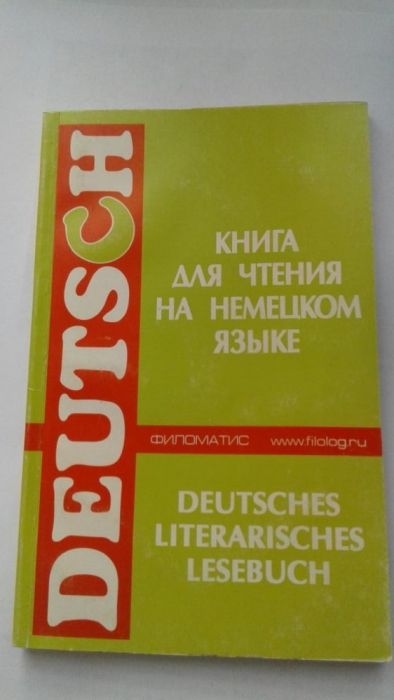 DEUTSCH
КНИГА
ДЛЯ ЧТЕНИЯ
НА НЕМЕЦКОМ
ЯЗЫКЕ
ФИЛОМАТИС www.filolog.ru
DEUTSCHES
LITERARISCHES
LESEBUCH